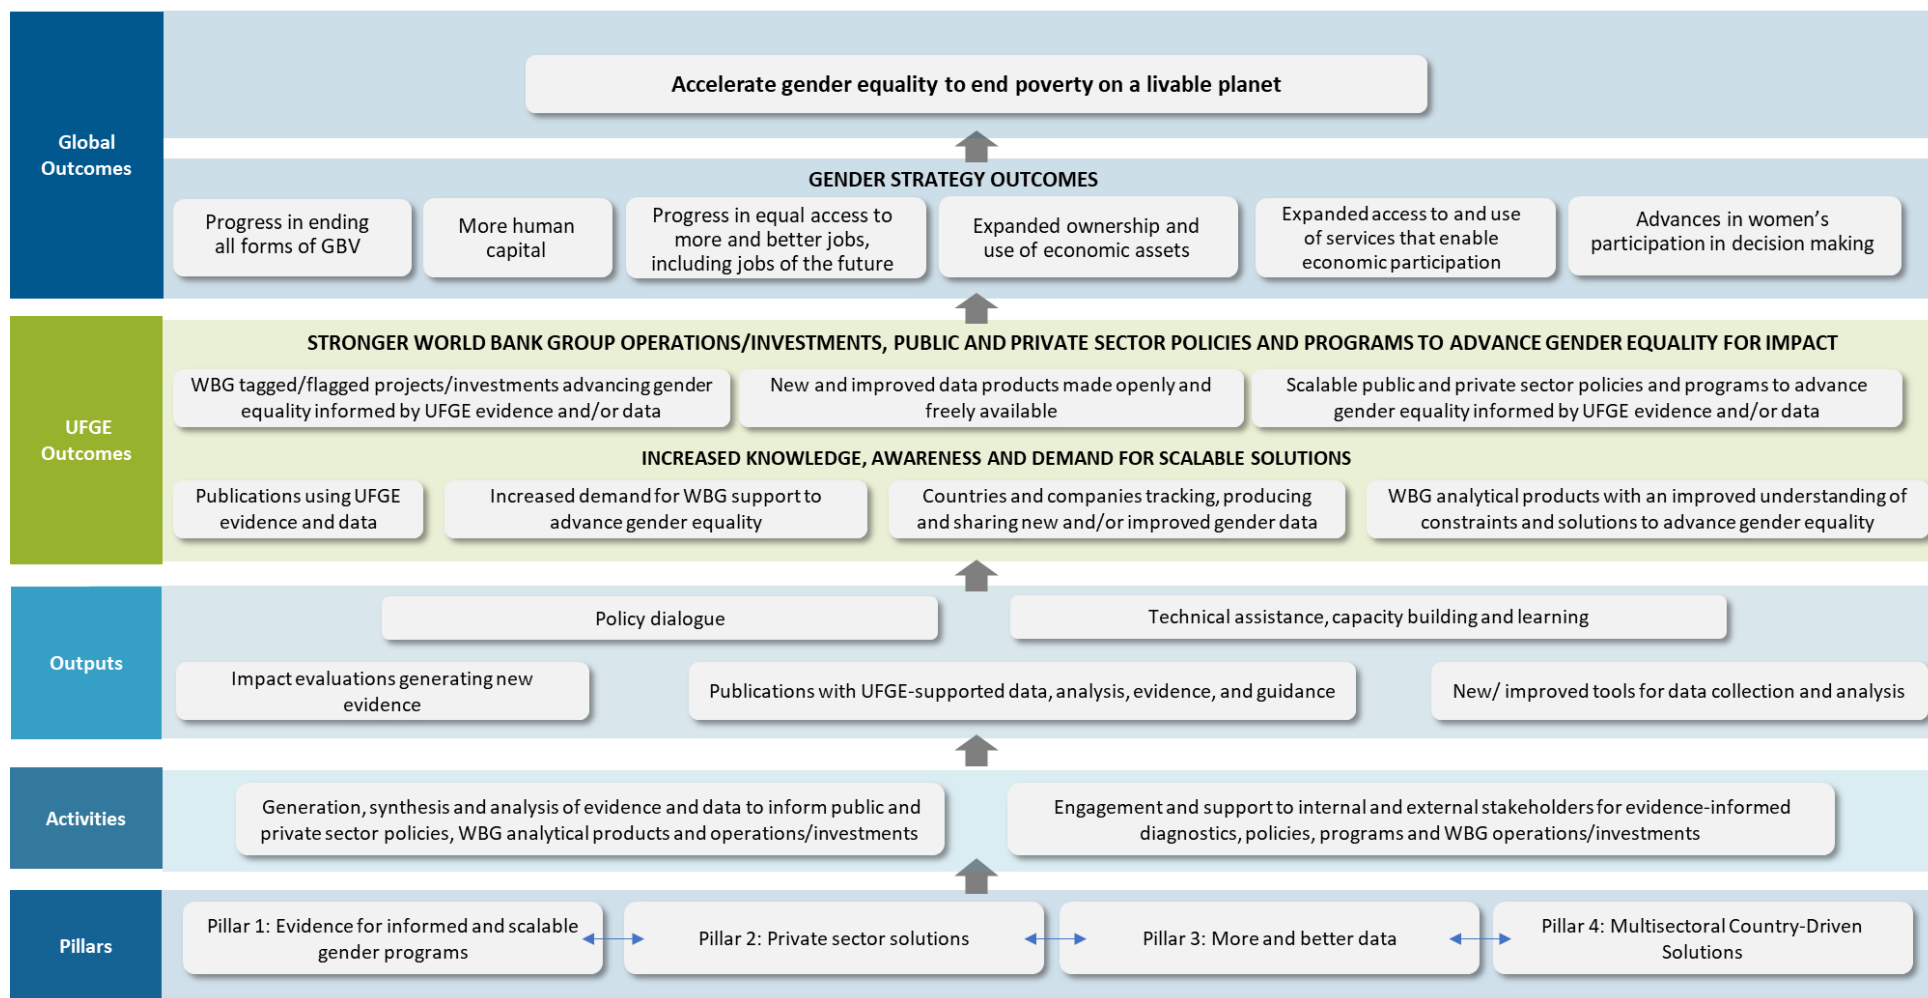 Global
Outcomes
Accelerate gender equality to end poverty on a livable planet
GENDER STRATEGY OUTCOMES
Progress in ending
all forms of GBV
More human
capital
Progress in equal access to
more and better jobs,
including jobs of the future
Expanded ownership and
use of economic assets
Expanded access to and use
of services that enable
economic participation
Advances in women's
participation in decision making
UFGE
Outcomes
STRONGER WORLD BANK GROUP OPERATIONS/INVESTMENTS, PUBLIC AND PRIVATE SECTOR POLICIES AND PROGRAMS TO ADVANCE GENDER EQUALITY FOR IMPACT
WBG tagged/flagged projects/investments advancing gender
equality informed by UFGE evidence and/or data
New and improved data products made openly and
freely available
Scalable public and private sector policies and programs to advance
gender equality informed by UFGE evidence and/or data
INCREASED KNOWLEDGE, AWARENESS AND DEMAND FOR SCALABLE SOLUTIONS
Publications using UFGE
evidence and data
Increased demand for WBG support to
advance gender equality
Countries and companies tracking, producing
and sharing new and/or improved gender data
WBG analytical products with an improved understanding of
constraints and solutions to advance gender equality
Outputs
Policy dialogue
Technical assistance, capacity building and learning
Impact evaluations generating new
evidence
Publications with UFGE-supported data, analysis, evidence, and guidance
New/ improved tools for data collection and analysis
Activities
Generation, synthesis and analysis of evidence and data to inform public and
private sector policies, WBG analytical products and operations/investments
Engagement and support to internal and external stakeholders for evidence-informed
diagnostics, policies, programs and WBG operations/investments
Pillars
Pillar 1: Evidence for informed and scalable
gender programs
Pillar 2: Private sector solutions
Pillar 3: More and better data
Pillar 4: Multisectoral Country-Driven
Solutions